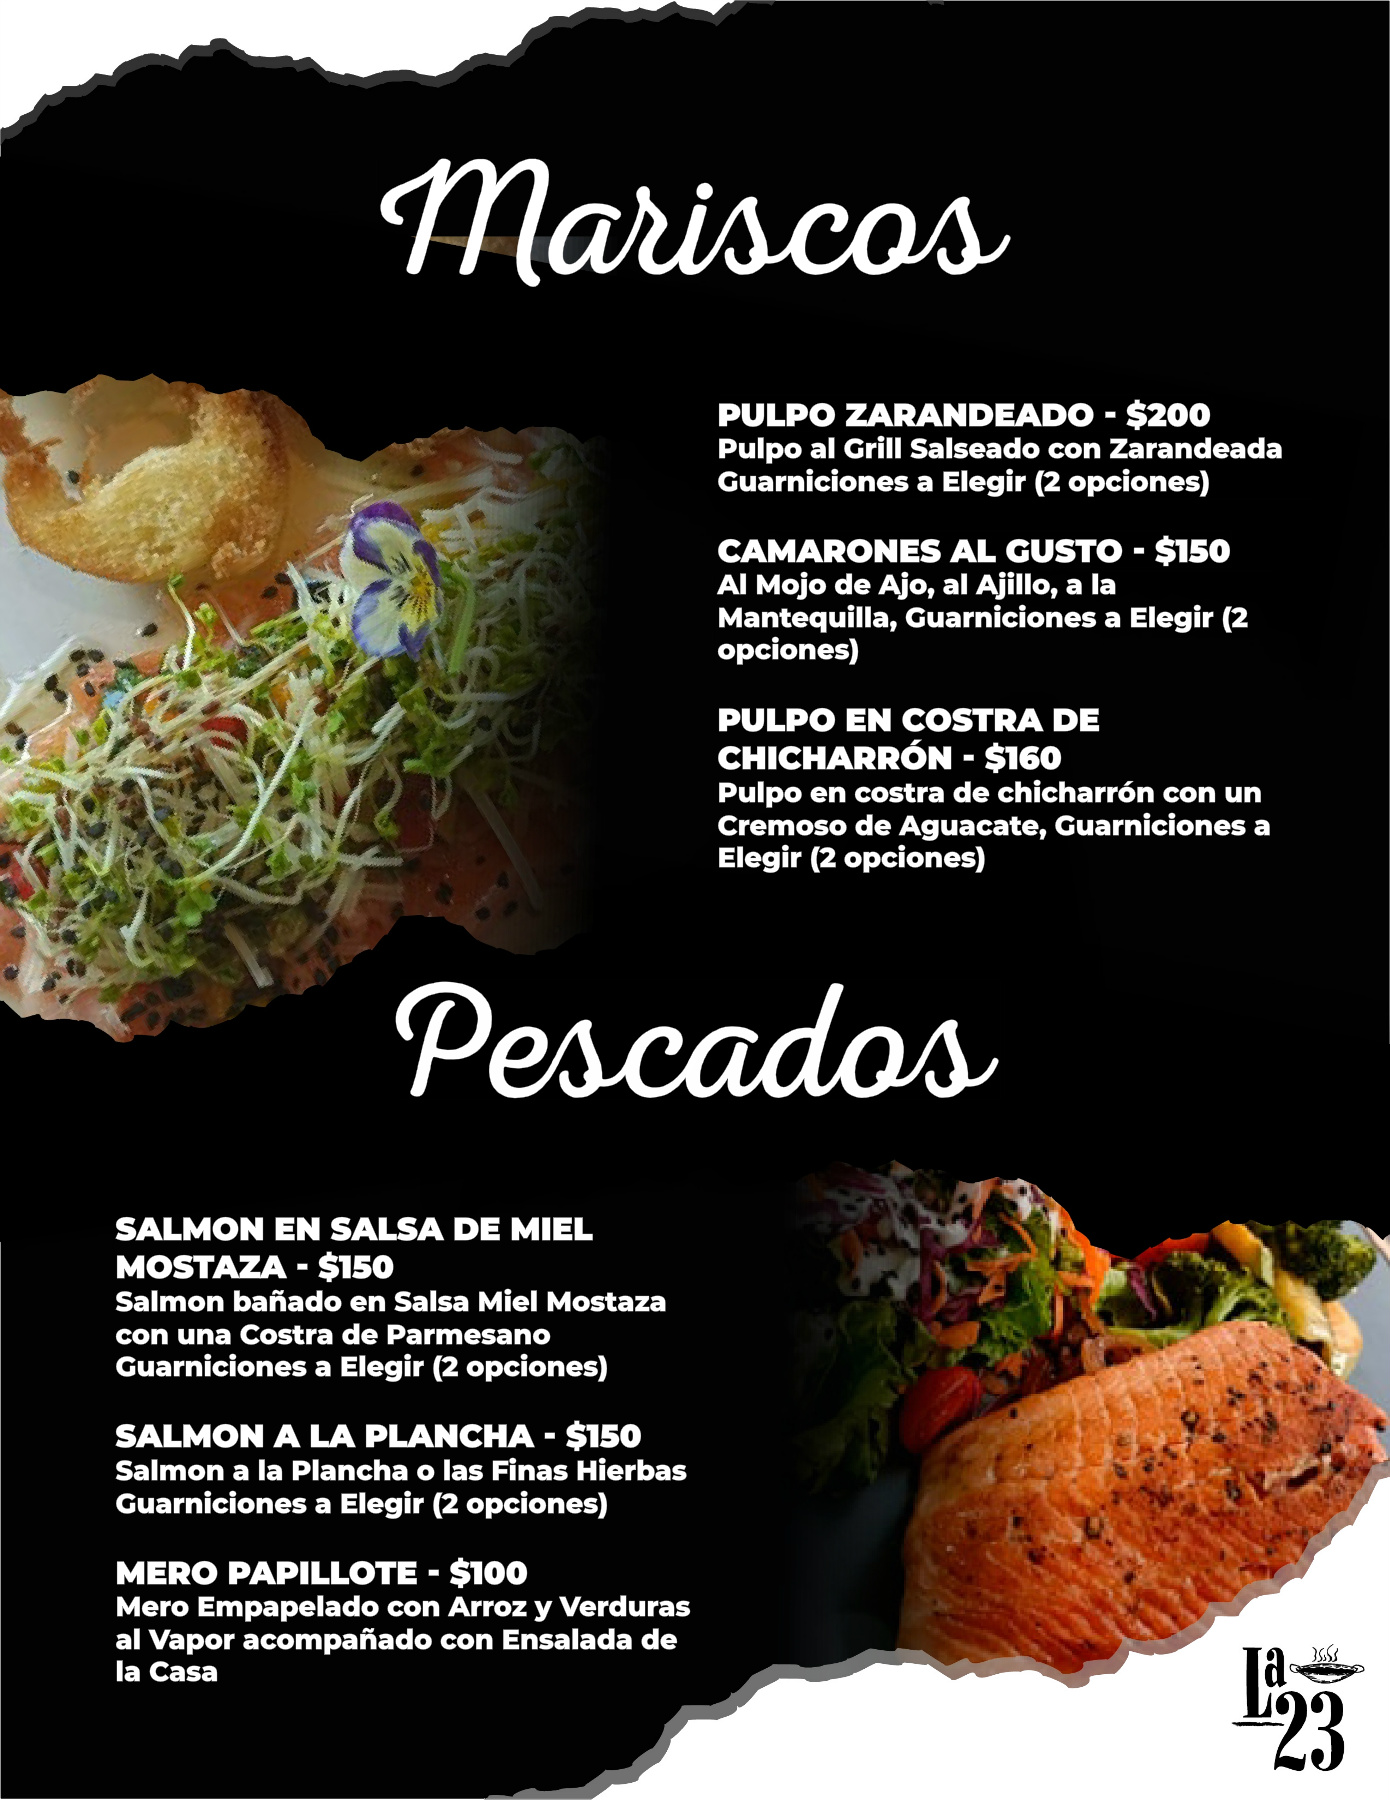 Mariscos
PULPO ZARANDEADO - $200
Pulpo al Grill Salseado con Zarandeada
Guarniciones a Elegir (2 opciones)
CAMARONES AL GUSTO - $150
Al Mojo de Ajo, al Ajillo, a la
Mantequilla, Guarniciones a Elegir (2
opciones)
PULPO EN COSTRA DE
CHICHARRÓN - $160
Pulpo en costra de chicharrón con un
Cremoso de Aguacate, Guarniciones a
Elegir (2 opciones)
Pescados
SALMON EN SALSA DE MIEL
MOSTAZA - $150
Salmon bañado en Salsa Miel Mostaza
con una Costra de Parmesano
Guarniciones a Elegir (2 opciones)
SALMON A LA PLANCHA - $150
Salmon a la Plancha o las Finas Hierbas
Guarniciones a Elegir (2 opciones)
MERO PAPILLOTE - $100
Mero Empapelado con Arroz y Verduras
al Vapor acompañado con Ensalada de
la Casa
La
23